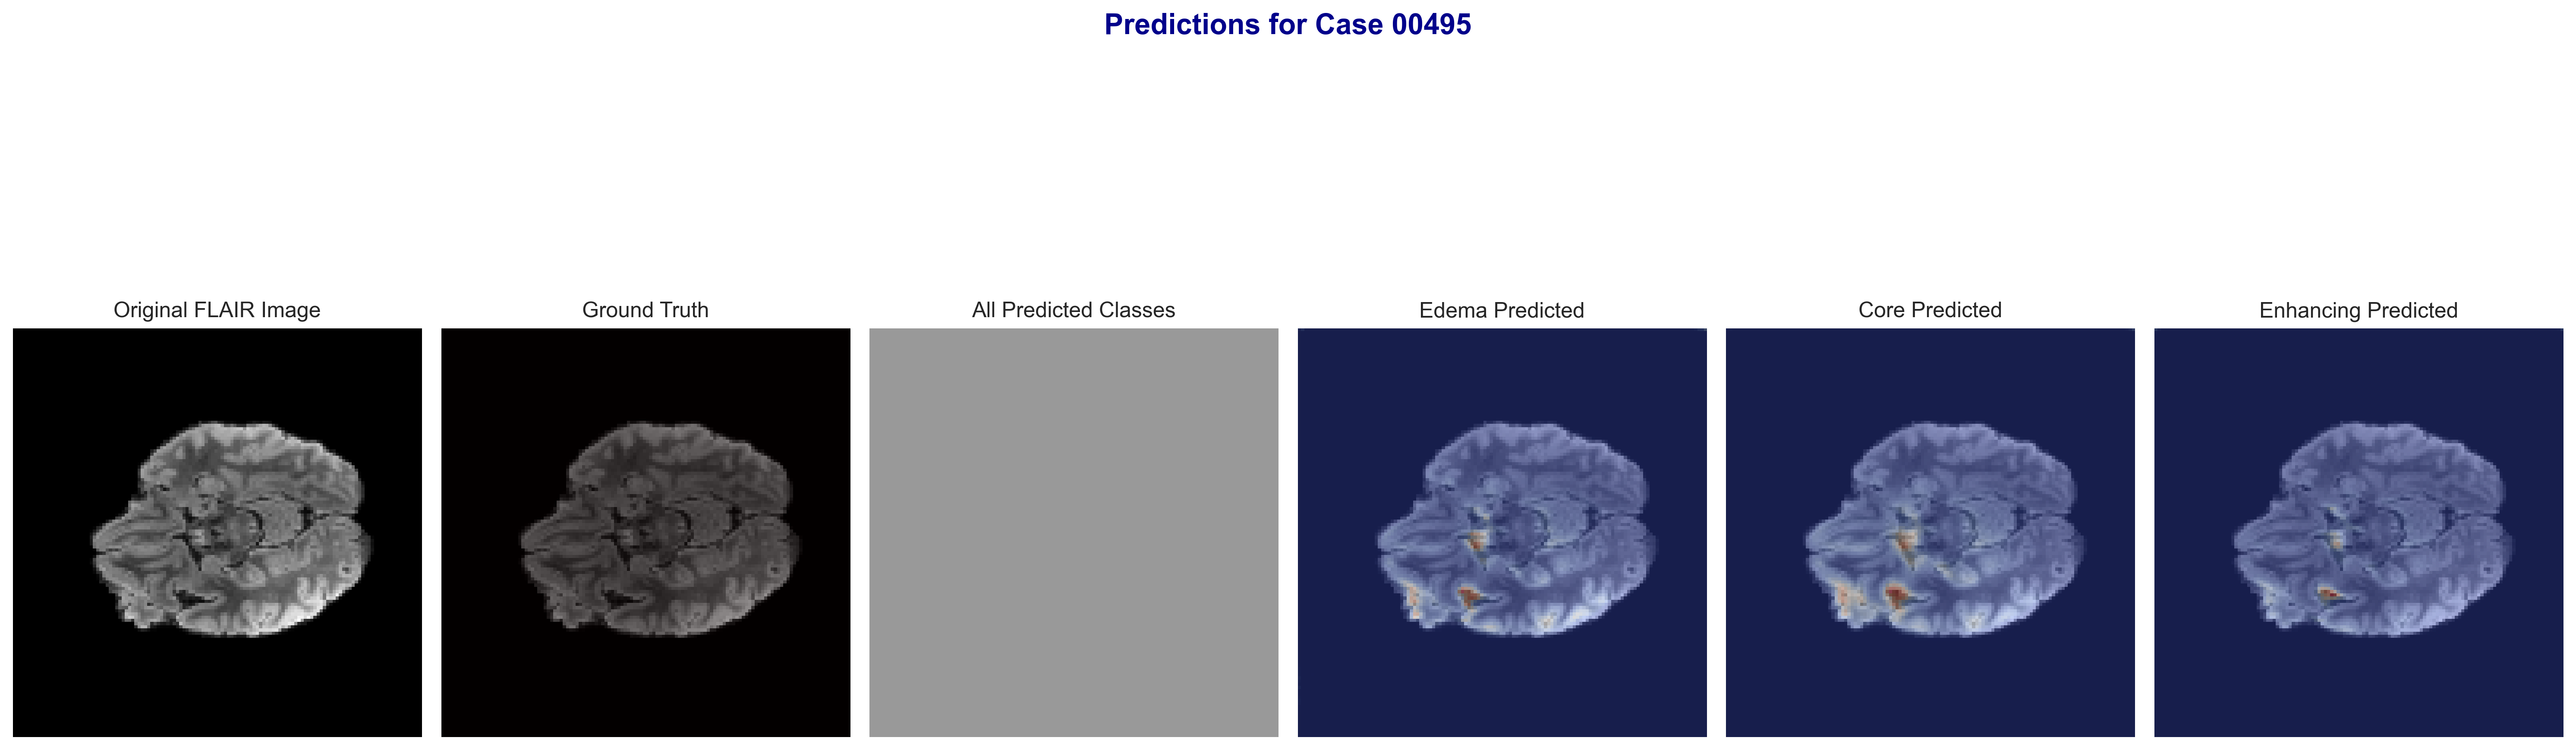 Predictions for Case 00495
Original FLAIR Image
Ground Truth
All Predicted Classes
Edema Predicted
Core Predicted
Enhancing Predicted